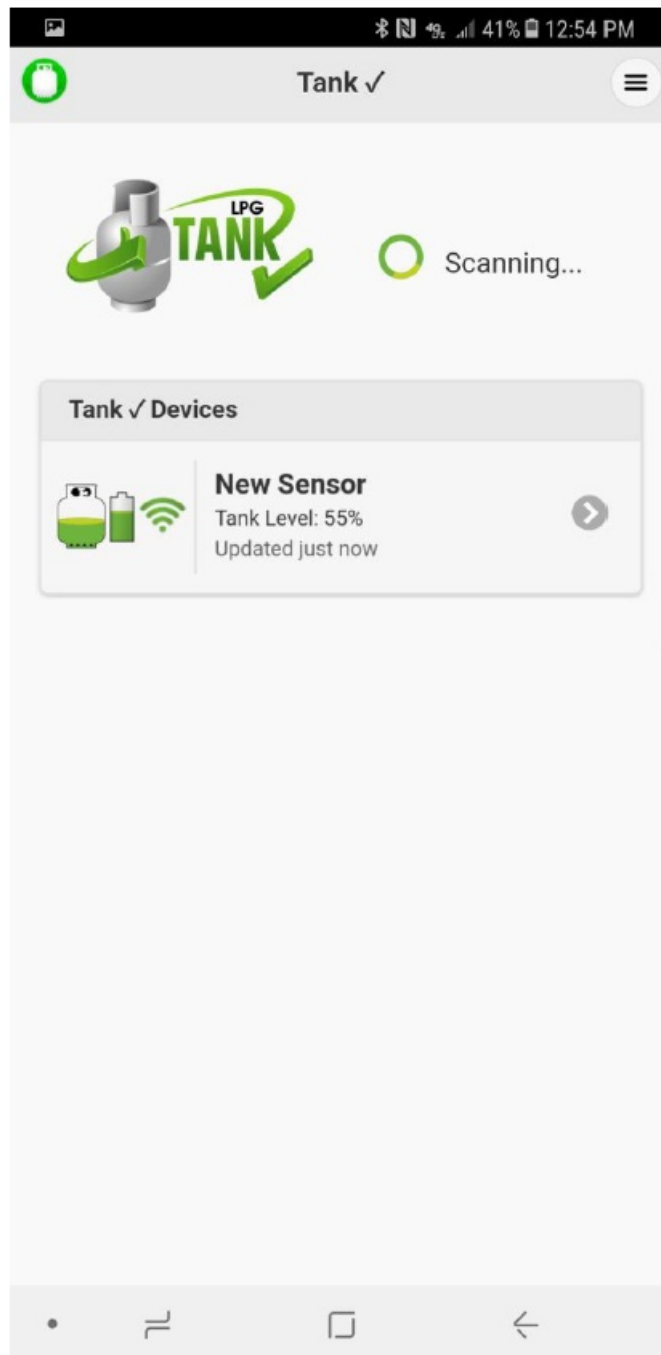 41% 12:54 PM
Tank ✓
LPG
TANK
Scanning...
Tank ✓ Devices
New Sensor
Tank Level: 55%
Updated just now